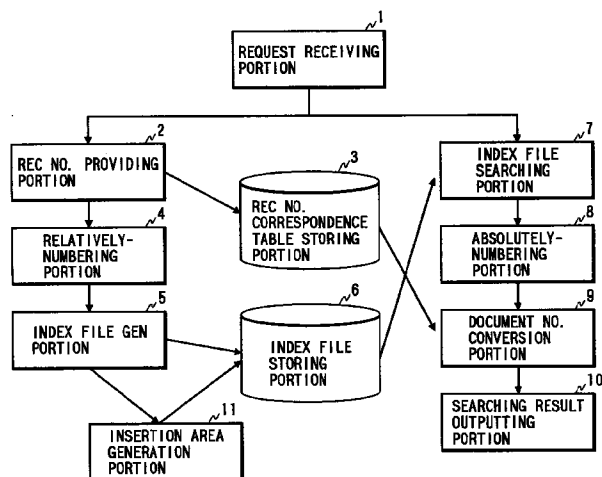 1
REQUEST RECEIVING
PORTION
2
REC NO. PROVIDING
PORTION
3
REC NO.
CORRESPONDENCE
TABLE STORING
PORTION
7
INDEX FILE
SEARCHING
PORTION
4
RELATIVELY-
NUMBERING PORTION
8
ABSOLUTELY-
NUMBERING
PORTION
5
INDEX FILE GEN
PORTION
6
INDEX FILE
STORING
PORTION
9
DOCUMENT NO.
CONVERSION
PORTION
10
SEARCHING RESULT
OUTPUTTING
PORTION
11
INSERTION AREA
GENERATION
PORTION